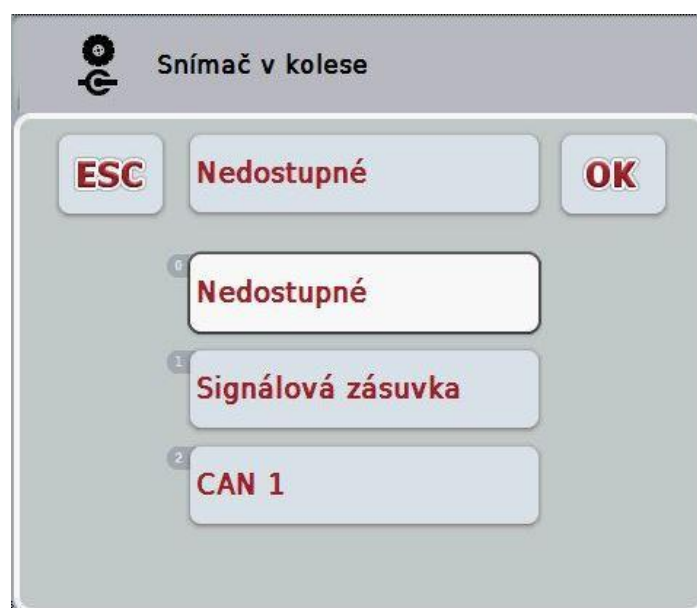 Snímač v kolese
ESC
Nedostupné
OK
0
Nedostupné
1
Signálová zásuvka
2
CAN 1